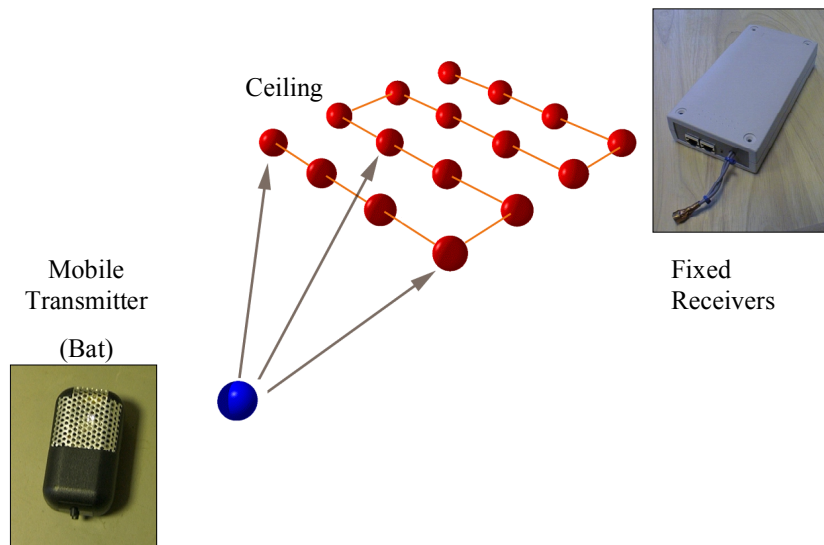 Ceiling
Mobile
Transmitter
(Bat)
Fixed
Receivers